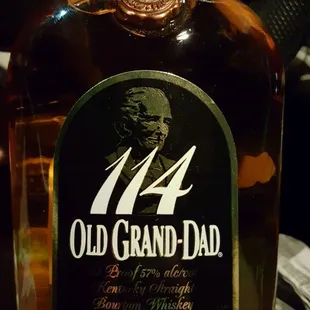 114
OLD GRAND-DAD®
Proof 57% alc/vol
Kentucky Straight
Bourbon Whiskey